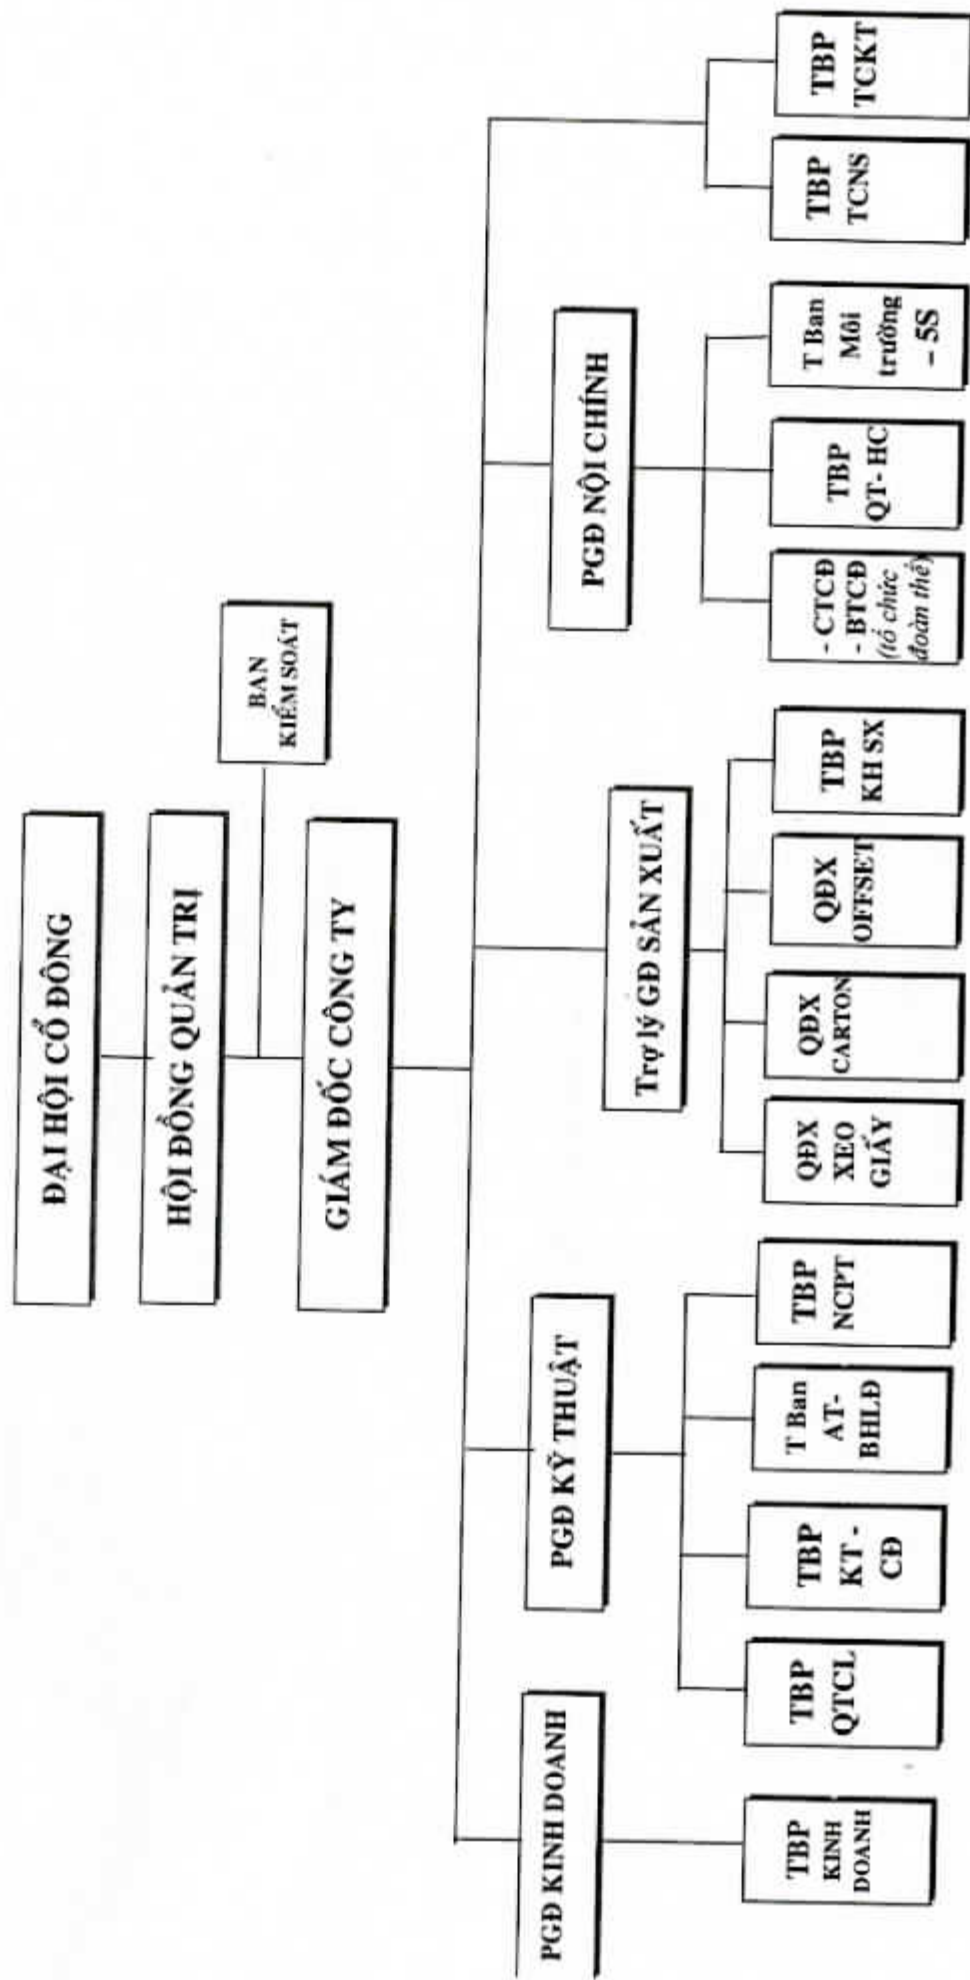 ĐẠI HỘI CỔ ĐÔNG
HỘI ĐỒNG QUẢN TRỊ
BAN
KIỂM SOÁT
GIÁM ĐỐC CÔNG TY
PGĐ KINH DOANH
PGĐ KỸ THUẬT
Trợ lý GĐ SẢN XUẤT
PGĐ NỘI CHÍNH
TBP
KINH
DOANH
TBP
QTCL
TBP
KT -
CĐ
T Ban
AT-
BHLĐ
TBP
NCPT
QĐX
XEO
GIẤY
QĐX
CARTON
QĐX
OFFSET
TBP
KH SX
- CTCĐ
- BTCĐ
(tổ chức
đoàn thể)
TBP
QT- HC
T Ban
Môi
trường
– 5S
TBP
TCNS
TBP
TCKT